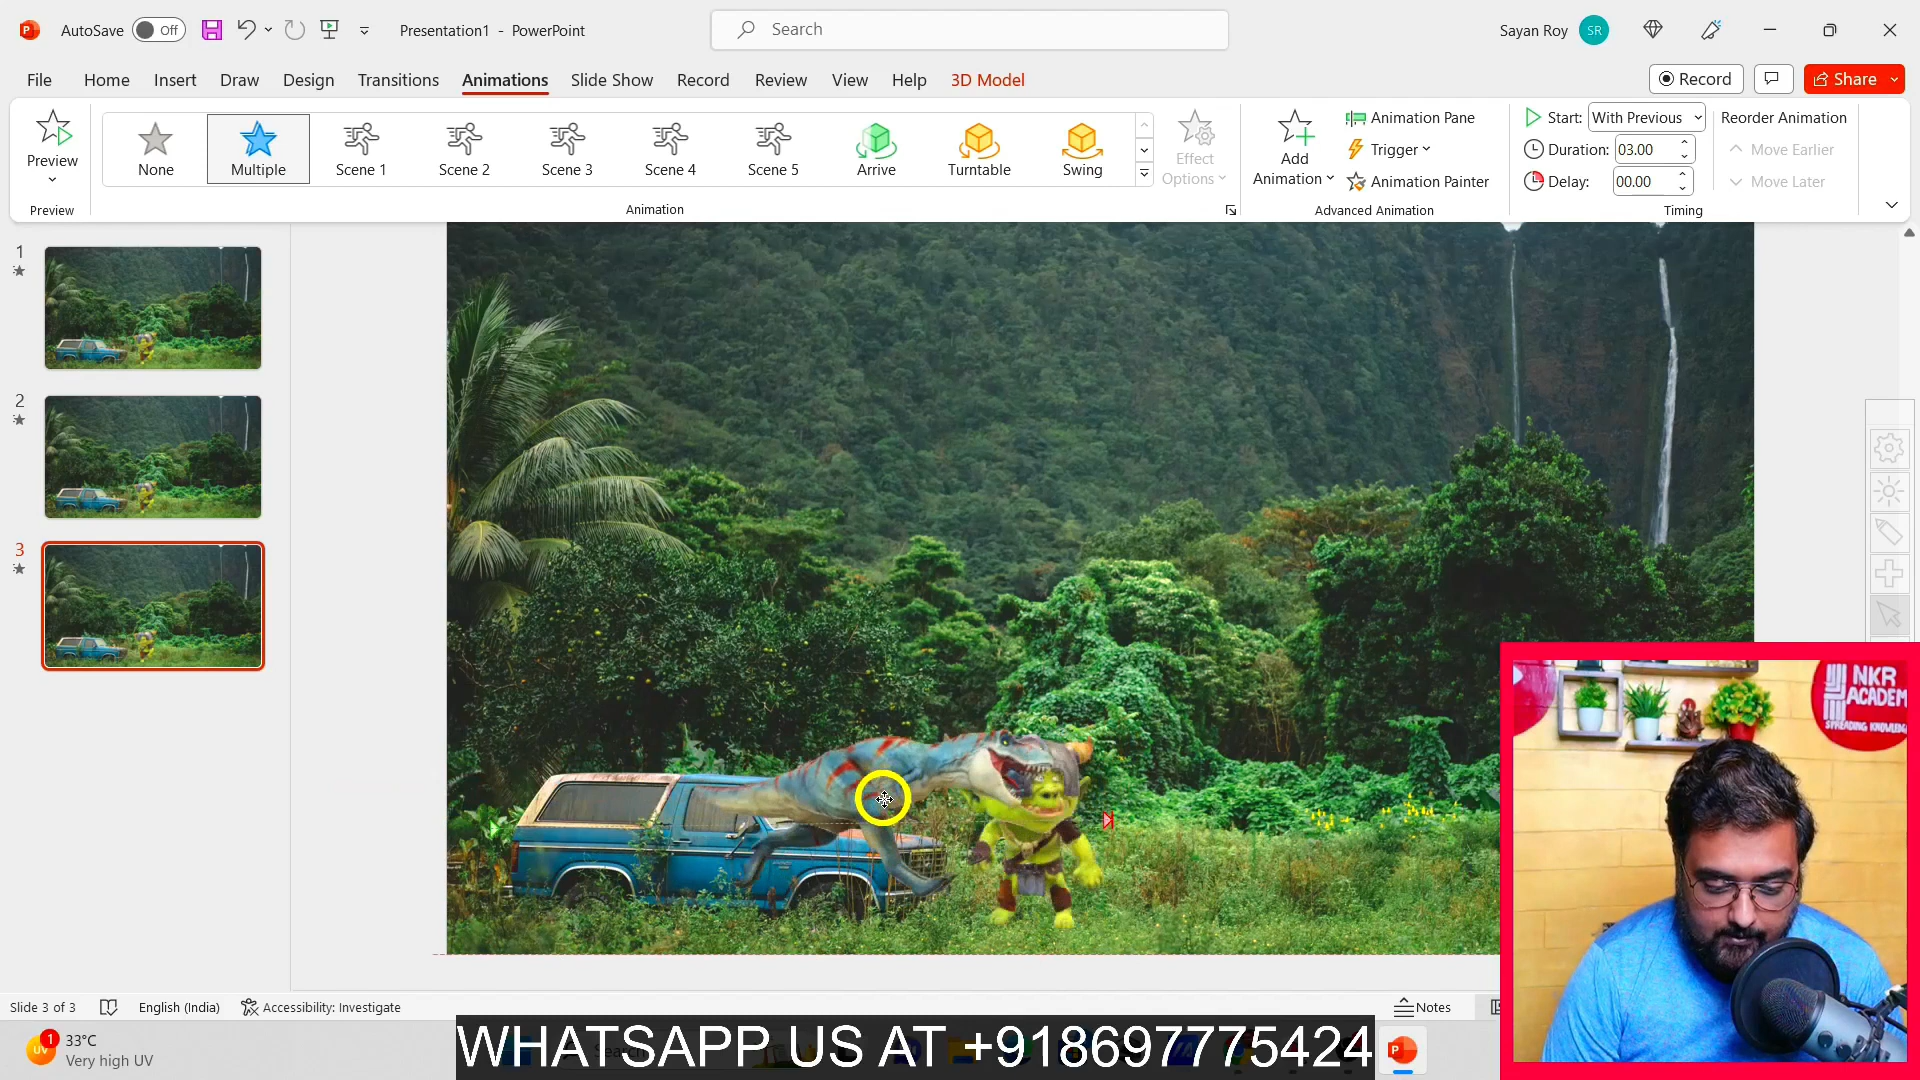 AutoSave Off Presentation1 - PowerPoint Search Sayan Roy SR
File Home Insert Draw Design Transitions Animations Slide Show Record Review View Help 3D Model Record Share
Preview None Multiple Scene 1 Scene 2 Scene 3 Scene 4 Scene 5 Arrive Turntable Swing
Effect Options
Add Animation
Animation Pane
Trigger
Animation Painter
Start: With Previous
Duration: 03.00
Delay: 00.00
Reorder Animation
Move Earlier
Move Later
Preview Animation Advanced Animation Timing
1
2
3
NKR
ACADEM
SPREADING KNOWLEDG
Slide 3 of 3 English (India) Accessibility: Investigate Notes
1
UV
33°C
Very high UV
WHATSAPP US AT +918697775424